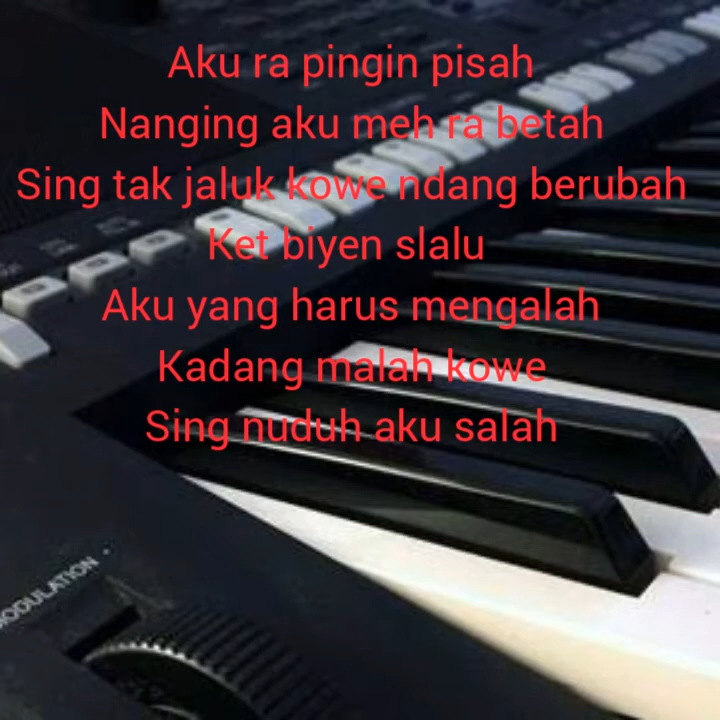 Aku ra pingin pisah
Nanging aku meh ra betah
Sing tak jaluk kowe ndang berubah
Ket biyen slalu
Aku yang harus mengalah
Kadang malah kowe
Sing nuduh aku salah
MODULATION